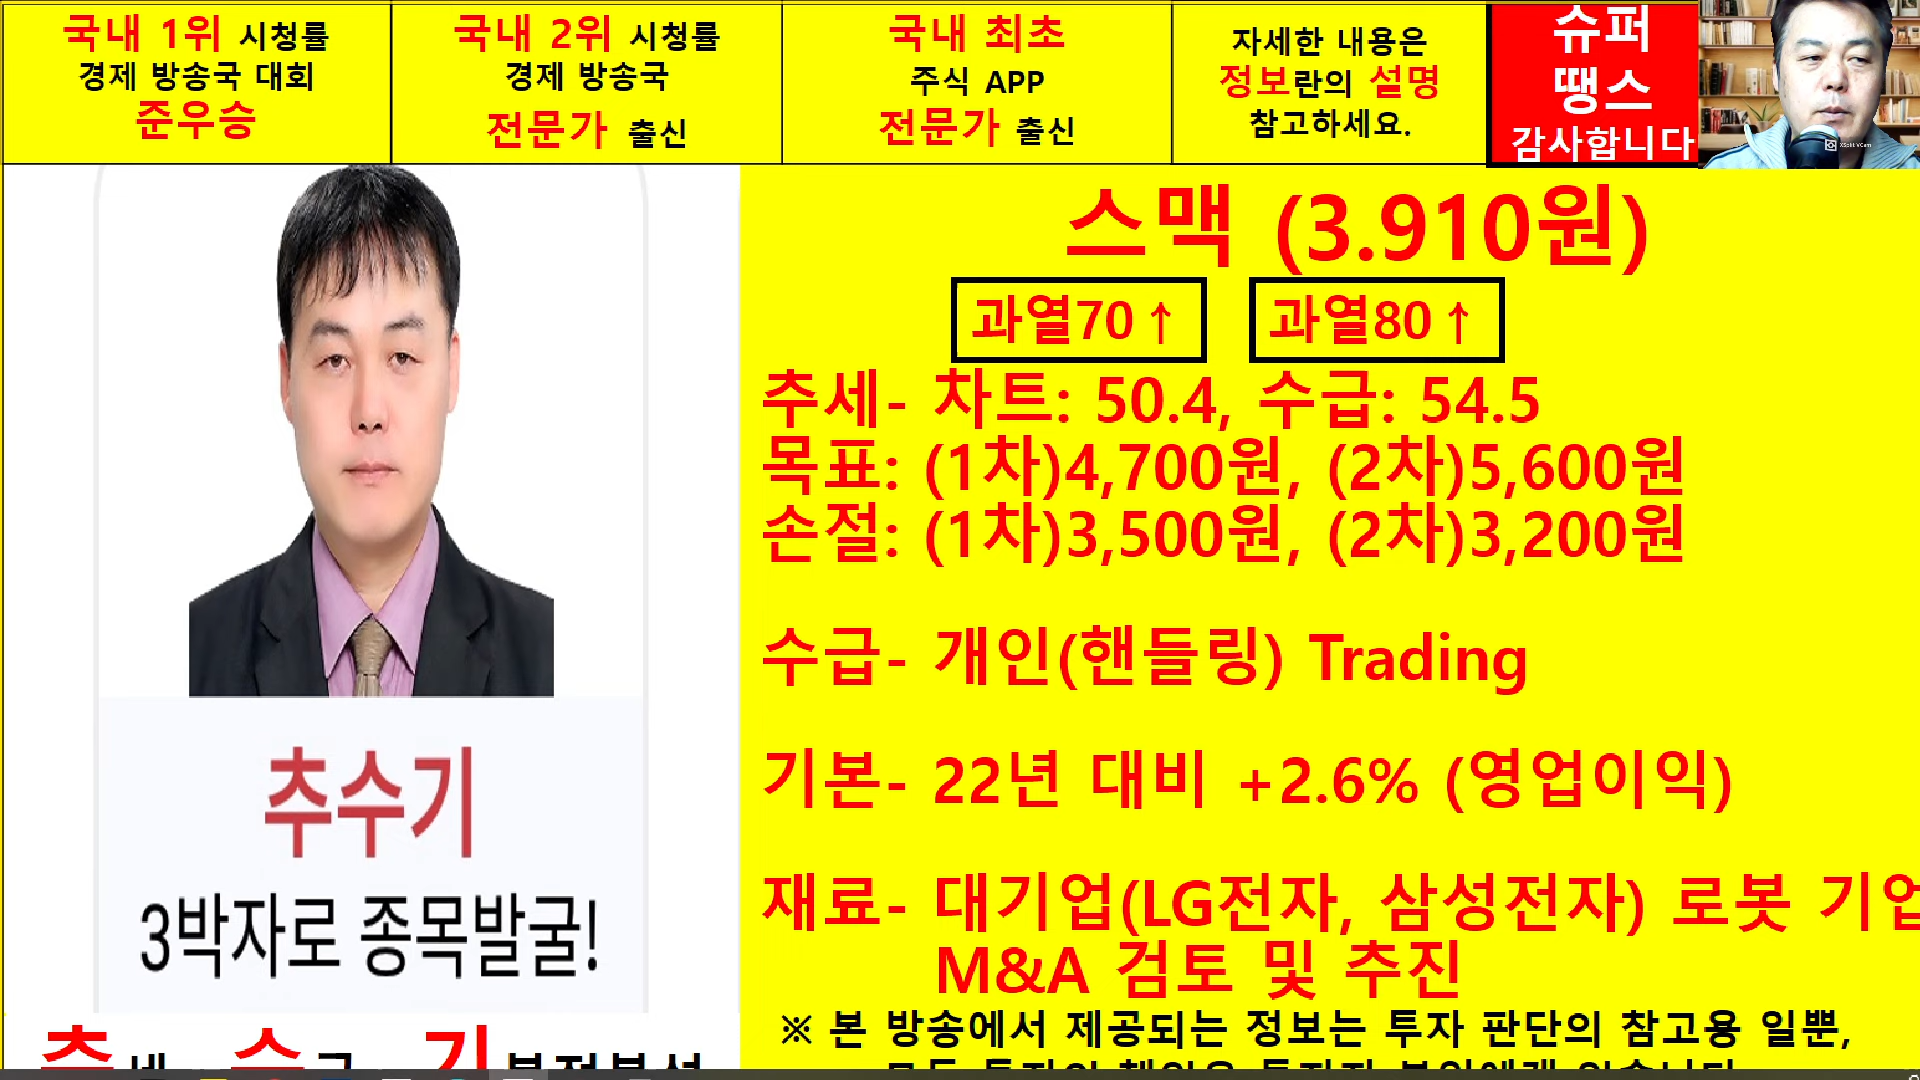 국내 1위 시청률
경제 방송국 대회
준우승
국내 2위 시청률
경제 방송국
전문가 출신
국내 최초
주식 APP
전문가 출신
자세한 내용은
정보란의 설명
참고하세요.
슈퍼
땡스
감사합니다
XSplit VCam
스맥 (3.910원)
과열70↑ 과열80↑
추세- 차트: 50.4, 수급: 54.5
목표: (1차)4,700원, (2차)5,600원
손절: (1차)3,500원, (2차)3,200원
수급- 개인(핸들링) Trading
기본- 22년 대비 +2.6% (영업이익)
재료- 대기업(LG전자, 삼성전자) 로봇 기업
M&A 검토 및 추진
※ 본 방송에서 제공되는 정보는 투자 판단의 참고용 일뿐,
추수기
3박자로 종목발굴!